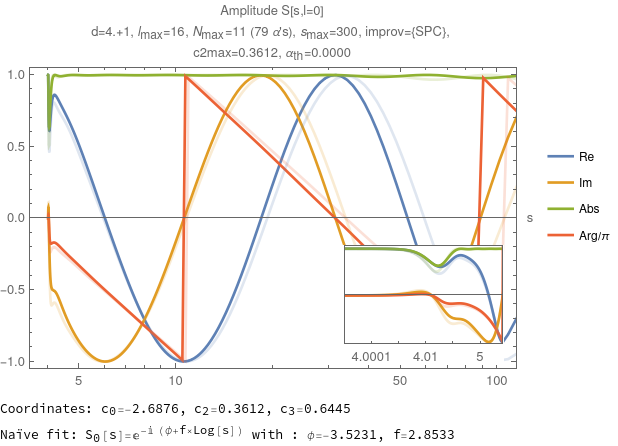 Amplitude S[s,l=0]
d=4.+1, lmax=16, Nmax=11 (79 α's), smax=300, improv={SPC},
c2max=0.3612, αth=0.0000
1.0
0.5
0.0
-0.5
-1.0
s
Re
Im
Abs
Arg/π
4.0001 4.01 5
5 10 50 100
Coordinates: c0=-2.6876, c2=0.3612, c3=0.6445
Naïve fit: S0[s]=e^-i (ϕ+f×Log[s]) with : ϕ=-3.5231, f=2.8533